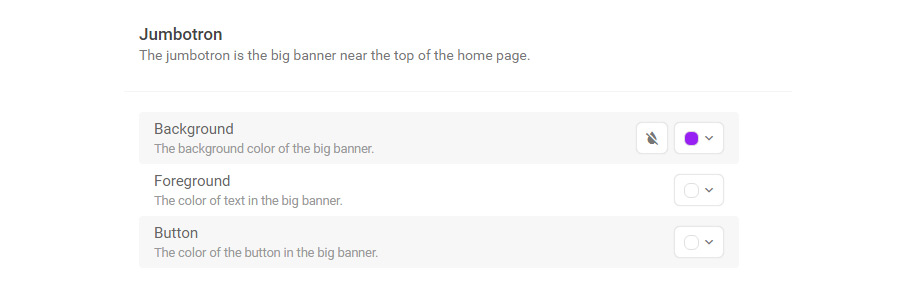 Jumbotron
The jumbotron is the big banner near the top of the home page.
Background
The background color of the big banner.
Foreground
The color of text in the big banner.
Button
The color of the button in the big banner.